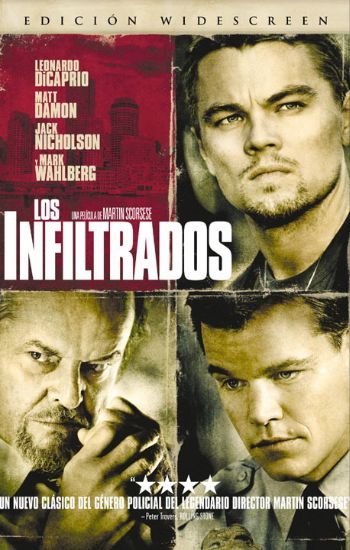 EDICIÓN WIDESCREEN
LEONARDO
DiCAPRIO
MATT
DAMON
JACK
NICHOLSON
Y MARK
WAHLBERG
LOS
UNA PELÍCULA DE MARTIN SCORSESE
INFILTRADOS
"★★★★
UN NUEVO CLÁSICO DEL GÉNERO POLICIAL DEL LEGENDARIO DIRECTOR MARTIN SCORSESE"
– Peter Travers, ROLLING STONE